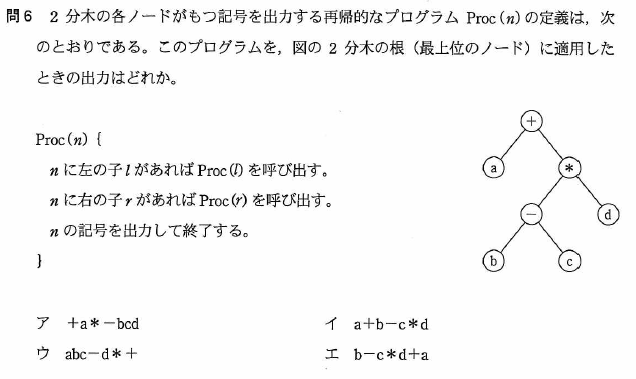 問6 2 分木の各ノードがもつ記号を出力する再帰的なプログラム Proc(n) の定義は，次
のとおりである。このプログラムを，図の 2 分木の根（最上位のノード）に適用した
ときの出力はどれか。
Proc(n) {
n に左の子 l があれば Proc(l) を呼び出す。
n に右の子 r があれば Proc(r) を呼び出す。
n の記号を出力して終了する。
}
+
a *
− d
b c
ア +a*−bcd イ a+b−c*d
ウ abc−d*+ エ b−c*d+a